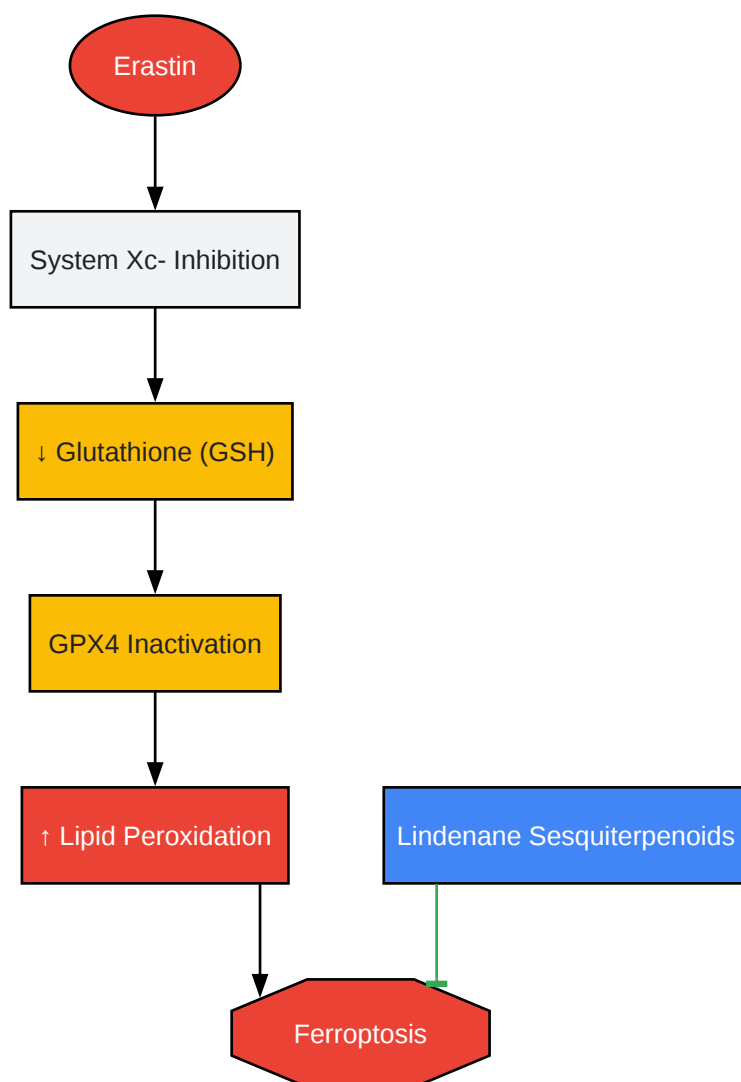 Erastin
System Xc- Inhibition
↓ Glutathione (GSH)
GPX4 Inactivation
↑ Lipid Peroxidation
Lindenane Sesquiterpenoids
Ferroptosis